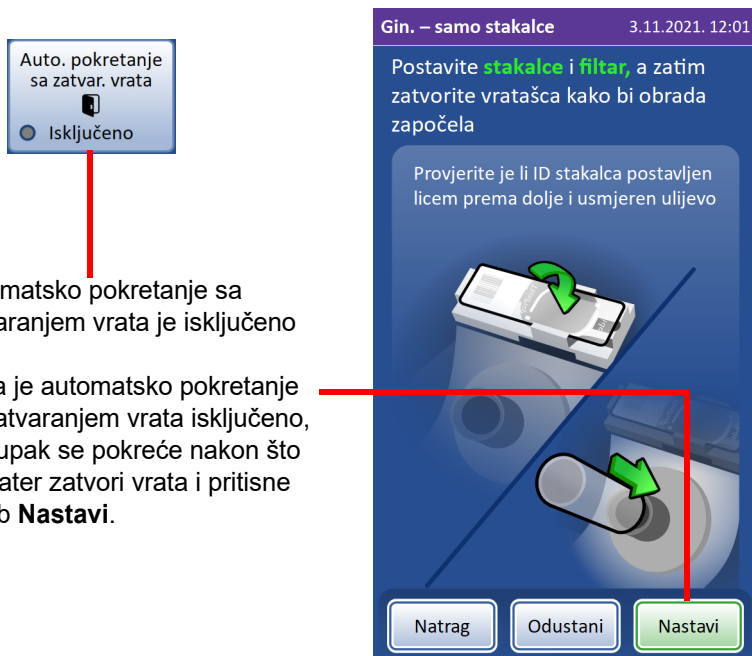 Auto. pokretanje
sa zatvar. vrata
Isključeno
matsko pokretanje sa
aranjem vrata je isključeno
a je automatsko pokretanje
atvaranjem vrata isključeno,
upak se pokreće nakon što
ater zatvori vrata i pritisne
b Nastavi.
Gin. – samo stakalce 3.11.2021. 12:01
Postavite stakalce i filtar, a zatim
zatvorite vratašca kako bi obrada
započela
Provjerite je li ID stakalca postavljen
licem prema dolje i usmjeren ulijevo
Natrag Odustani Nastavi